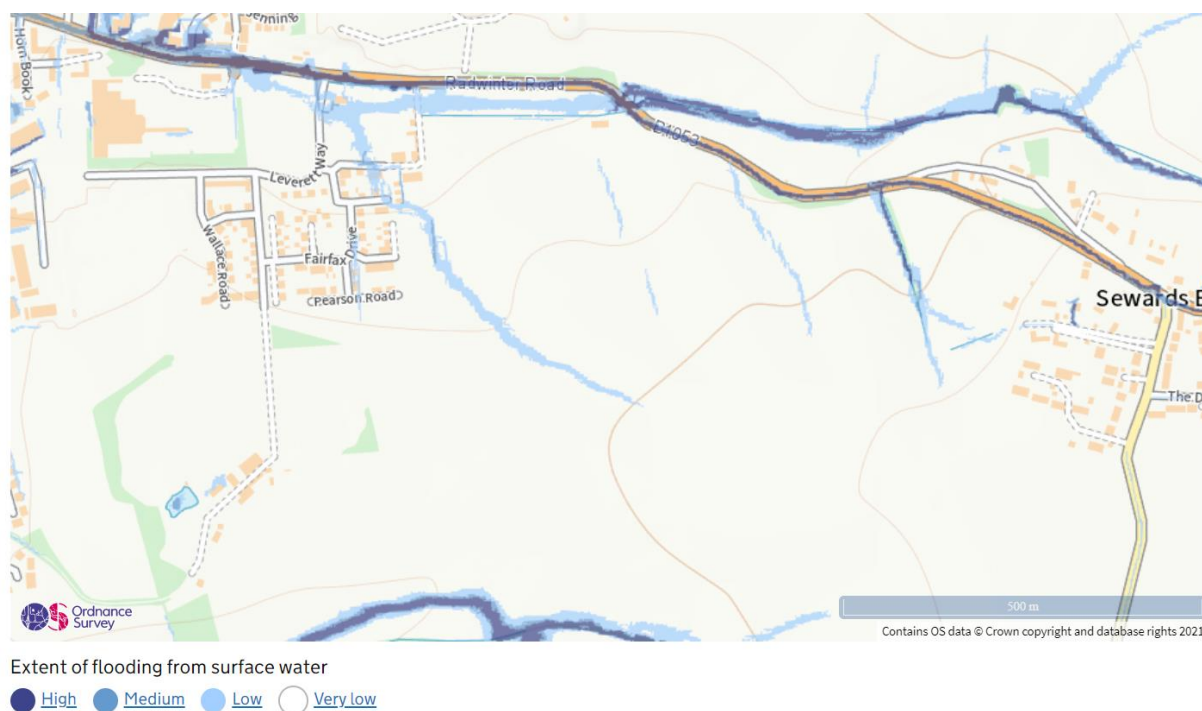 Horn Book
Radwinter Road
B1053
Leverett Way
Wallace Road
Fairfax
Drive
Pearson Road
Sewards E
The D
Ordnance
Survey
500 m
Contains OS data © Crown copyright and database rights 2021
Extent of flooding from surface water
High Medium Low Very low